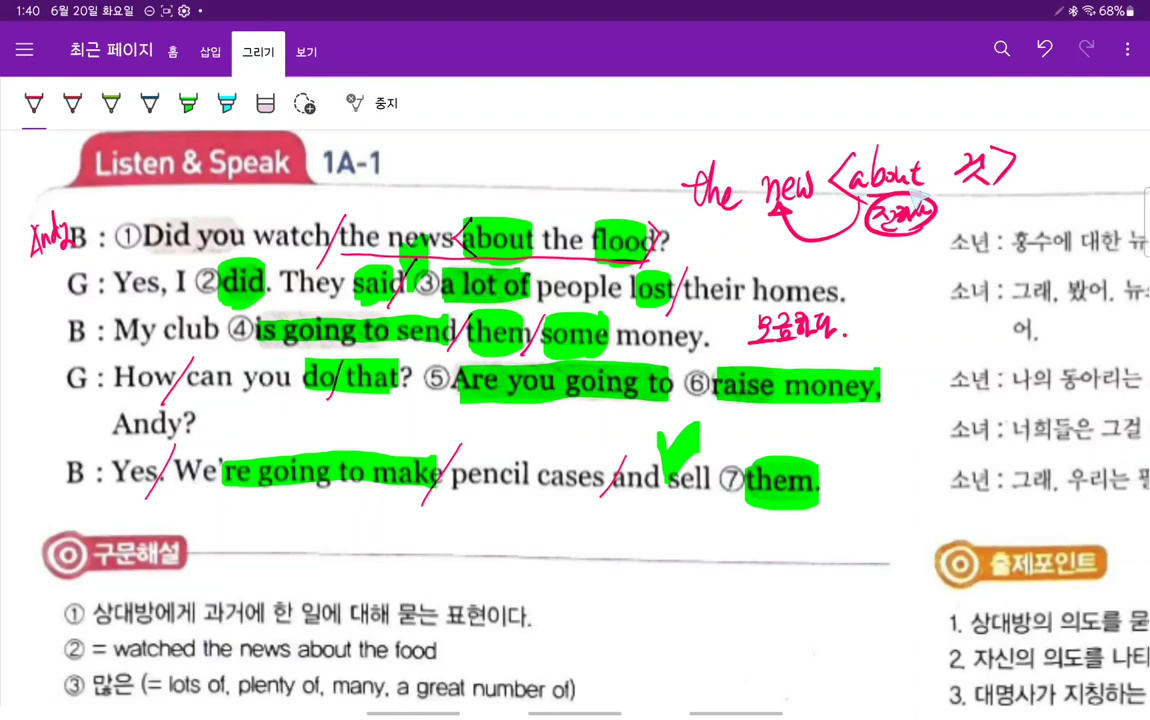 1:40 6월 20일 화요일 68%
최근 페이지 홈 삽입 그리기 보기
중지
Listen & Speak 1A-1
the new <about 것>
전치사
Andy
B : ①Did you watch the news about the flood?
소년 : 홍수에 대한 뉴
G : Yes, I ②did. They said ③a lot of people lost their homes.
소녀 : 그래, 봤어. 뉴
어.
B : My club ④is going to send them some money.
모금하다.
G : How can you do that? ⑤Are you going to ⑥raise money,
소년 : 나의 동아리는
Andy?
소녀 : 너희들은 그걸
B : Yes. We're going to make pencil cases and sell ⑦them.
소년 : 그래, 우리는 필
구문해설
출제포인트
① 상대방에게 과거에 한 일에 대해 묻는 표현이다.
1. 상대방의 의도를 묻
② = watched the news about the food
2. 자신의 의도를 나타
③ 많은 (= lots of, plenty of, many, a great number of)
3. 대명사가 지칭하는